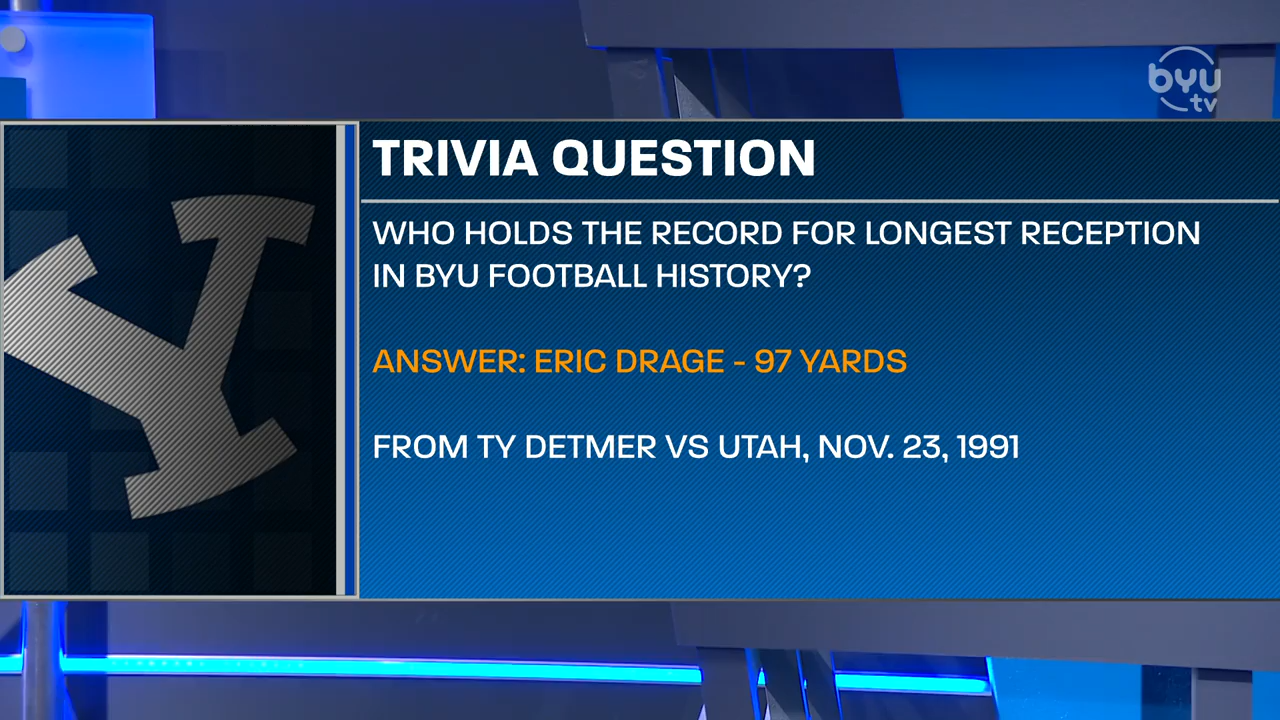 byu
tv
TRIVIA QUESTION
WHO HOLDS THE RECORD FOR LONGEST RECEPTION
IN BYU FOOTBALL HISTORY?
ANSWER: ERIC DRAGE - 97 YARDS
FROM TY DETMER VS UTAH, NOV. 23, 1991
Y